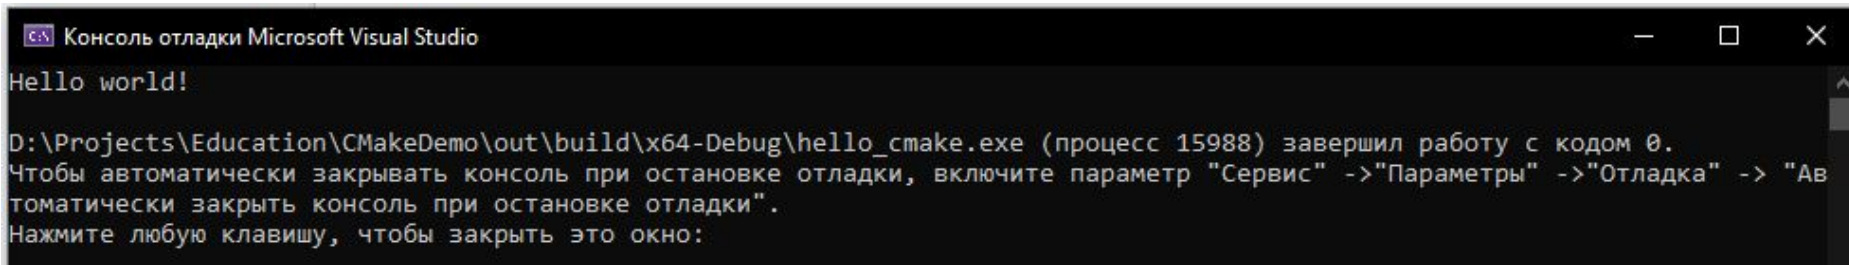 Консоль отладки Microsoft Visual Studio
Hello world!
D:\Projects\Education\CMakeDemo\out\build\x64-Debug\hello_cmake.exe (процесс 15988) завершил работу с кодом 0.
Чтобы автоматически закрывать консоль при остановке отладки, включите параметр "Сервис" ->"Параметры" ->"Отладка" -> "Ав
томатически закрыть консоль при остановке отладки".
Нажмите любую клавишу, чтобы закрыть это окно: